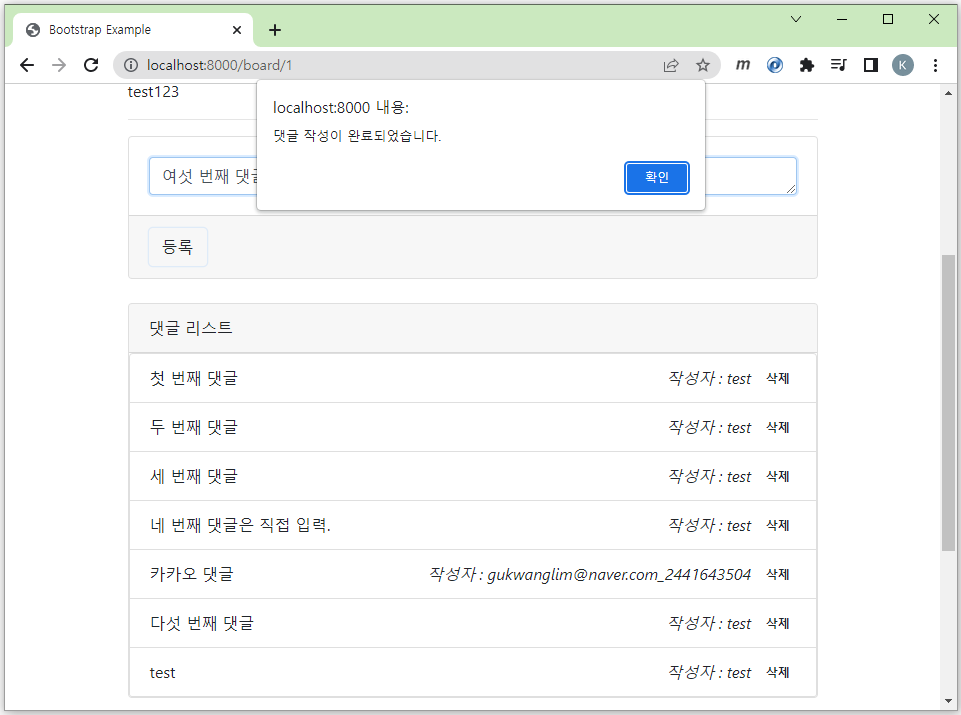 Bootstrap Example
localhost:8000/board/1
m
K
test123
localhost:8000 내용:
댓글 작성이 완료되었습니다.
확인
여섯 번째 댓글
등록
댓글 리스트
첫 번째 댓글 작성자 : test 삭제
두 번째 댓글 작성자 : test 삭제
세 번째 댓글 작성자 : test 삭제
네 번째 댓글은 직접 입력. 작성자 : test 삭제
카카오 댓글 작성자 : gukwanglim@naver.com_2441643504 삭제
다섯 번째 댓글 작성자 : test 삭제
test 작성자 : test 삭제